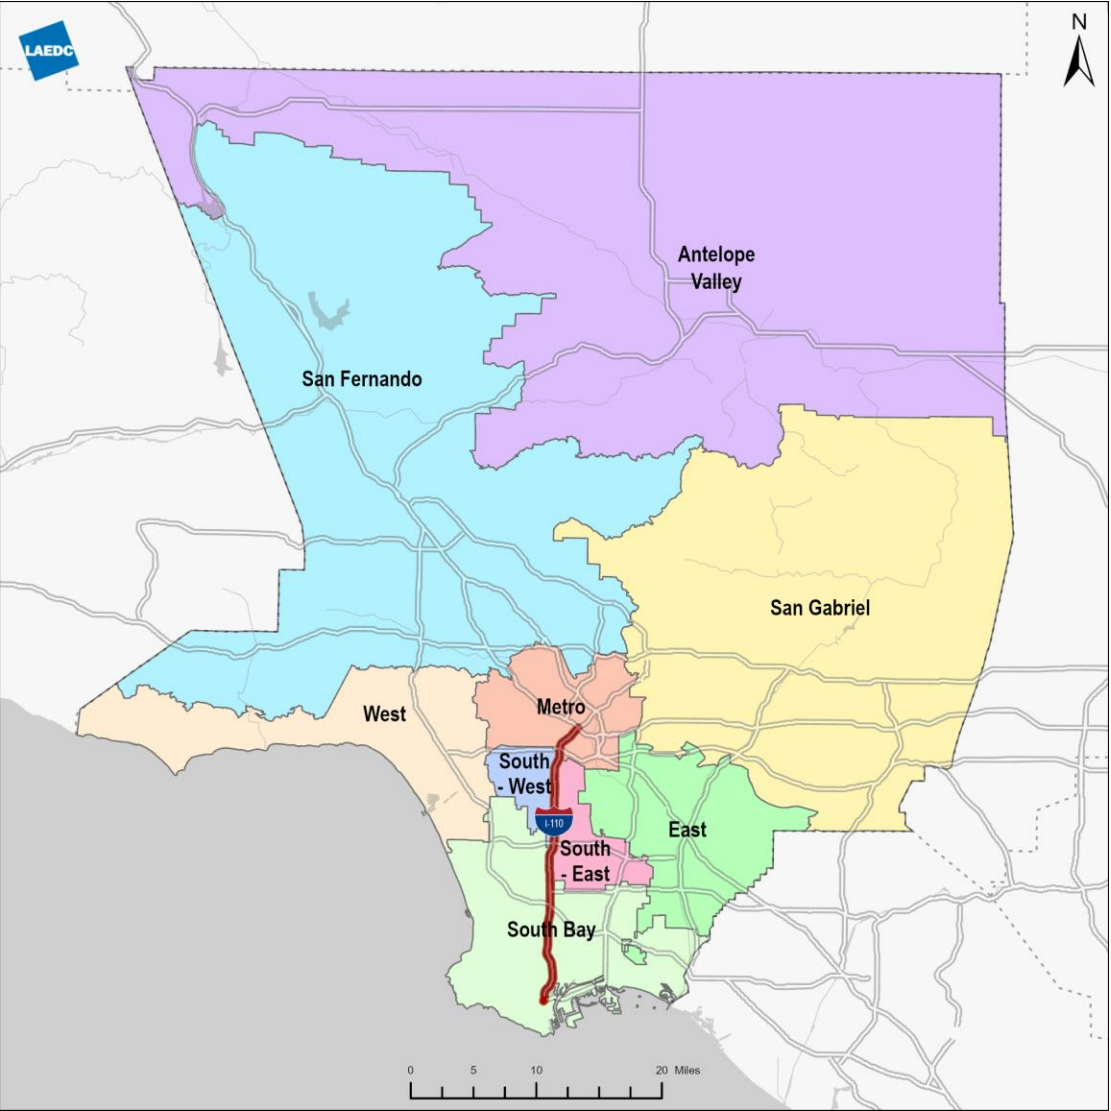 LAEDC
N
Antelope
Valley
San Fernando
San Gabriel
Metro
West
South
- West
I-110
East
South
- East
South Bay
0 5 10 20 Miles